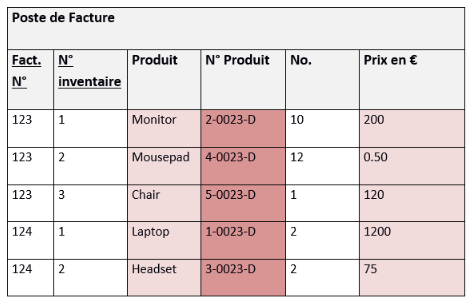 Poste de Facture
Fact. N° N° inventaire Produit N° Produit No. Prix en €
123 1 Monitor 2-0023-D 10 200
123 2 Mousepad 4-0023-D 12 0.50
123 3 Chair 5-0023-D 1 120
124 1 Laptop 1-0023-D 2 1200
124 2 Headset 3-0023-D 2 75